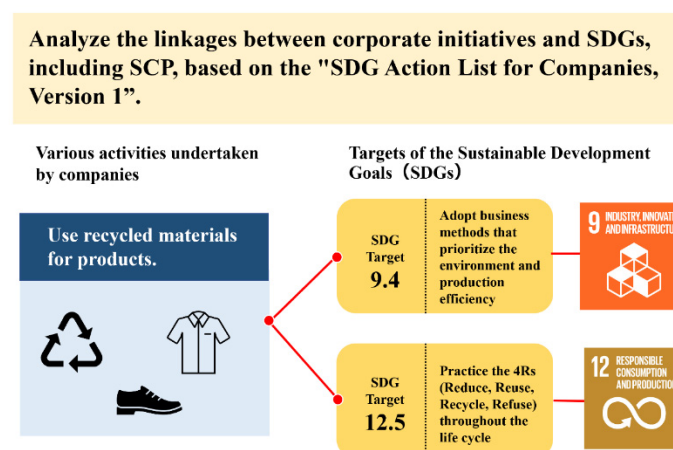 Analyze the linkages between corporate initiatives and SDGs,
including SCP, based on the "SDG Action List for Companies,
Version 1”.
Various activities undertaken
by companies
Targets of the Sustainable Development
Goals（SDGs）
Use recycled materials
for products.
SDG
Target
9.4
Adopt business
methods that
prioritize the
environment and
production
efficiency
9 INDUSTRY, INNOVATI
AND INFRASTRUCTU
SDG
Target
12.5
Practice the 4Rs
(Reduce, Reuse,
Recycle, Refuse)
throughout the
life cycle
12 RESPONSIBLE
CONSUMPTION
AND PRODUCTION